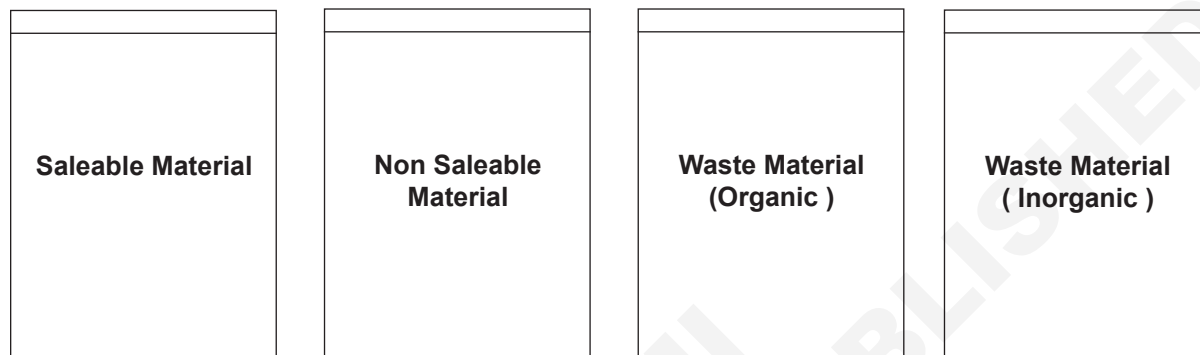 Saleable Material
Non Saleable
Material
Waste Material
(Organic )
Waste Material
( Inorganic )